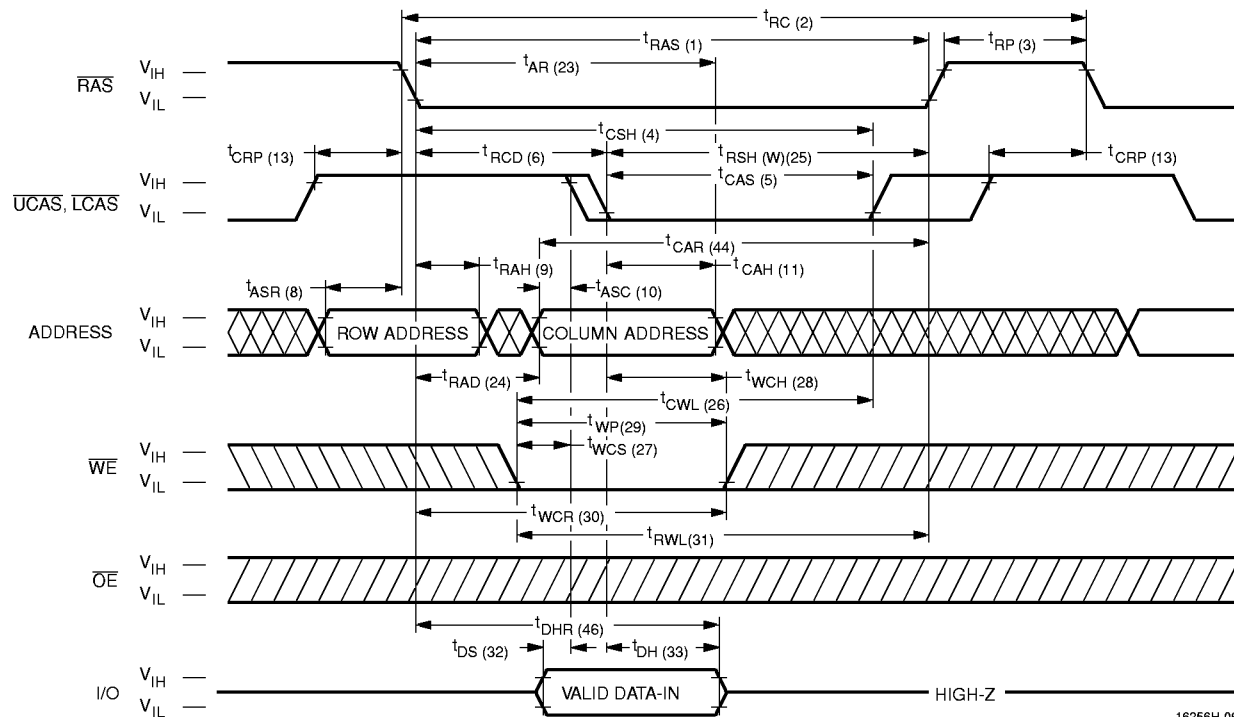 tRC (2)
tRAS (1)
tRP (3)
tAR (23)
RAS
VIH
VIL
tCSH (4)
tCRP (13)
tRCD (6)
tRSH (W)(25)
tCRP (13)
tCAS (5)
UCAS, LCAS
VIH
VIL
tCAR (44)
tRAH (9)
tCAH (11)
tASR (8)
tASC (10)
ADDRESS
VIH
VIL
ROW ADDRESS
COLUMN ADDRESS
tRAD (24)
tWCH (28)
tCWL (26)
tWP(29)
tWCS (27)
WE
VIH
VIL
tWCR (30)
tRWL(31)
OE
VIH
VIL
tDHR (46)
tDS (32)
tDH (33)
I/O
VIH
VIL
VALID DATA-IN
HIGH-Z